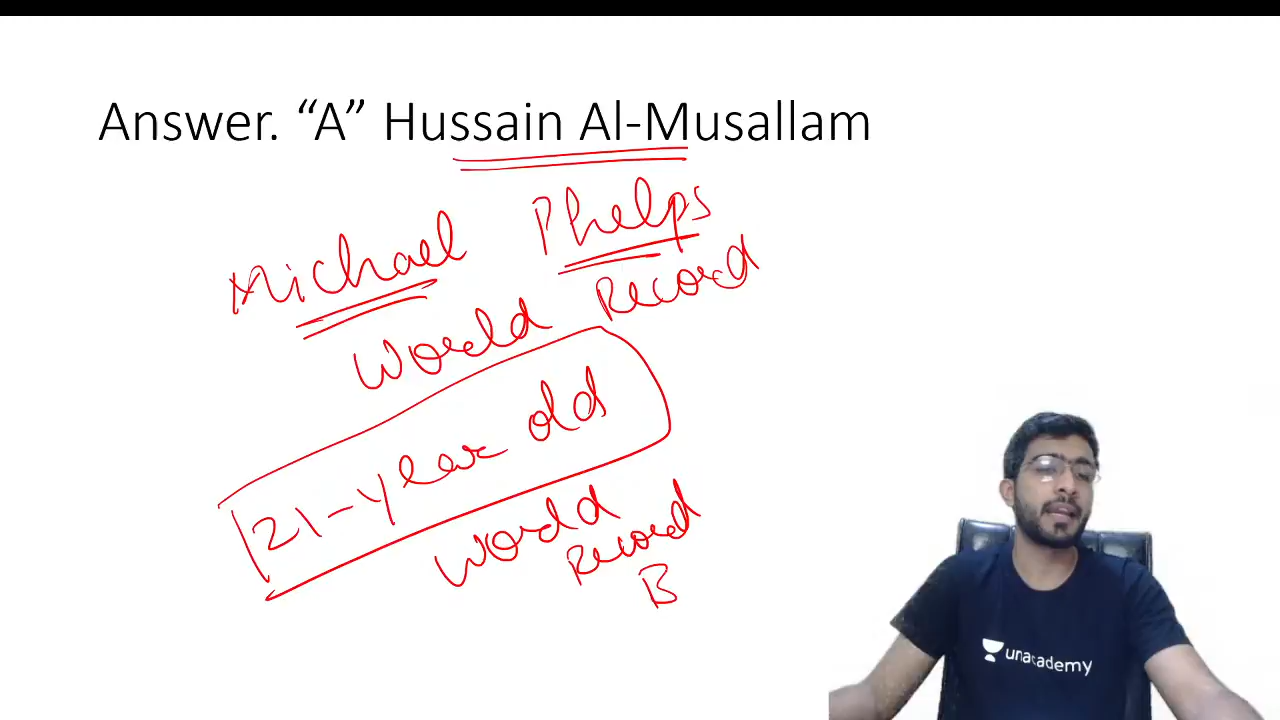 Answer. “A” Hussain Al-Musallam
Michael Phelps
World Record
21-year old
World
Record
B
unacademy